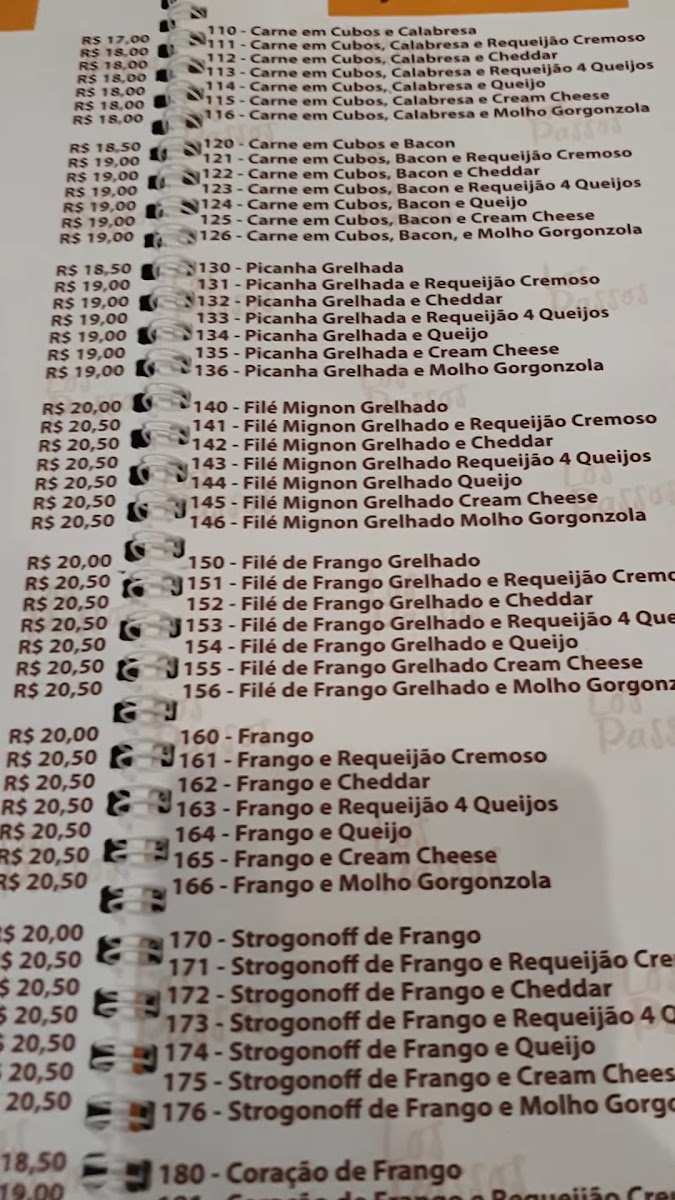 R$ 17,00
R$ 18,00
R$ 18,00
R$ 18,00
R$ 18,00
R$ 18,00
R$ 18,00
R$ 18,50
R$ 19,00
R$ 19,00
R$ 19,00
R$ 19,00
R$ 19,00
R$ 19,00
R$ 18,50
R$ 19,00
R$ 19,00
R$ 19,00
R$ 19,00
R$ 19,00
R$ 19,00
R$ 20,00
R$ 20,50
R$ 20,50
R$ 20,50
R$ 20,50
R$ 20,50
R$ 20,50
R$ 20,00
R$ 20,50
R$ 20,50
R$ 20,50
R$ 20,50
R$ 20,50
R$ 20,50
R$ 20,00
R$ 20,50
R$ 20,50
R$ 20,50
R$ 20,50
R$ 20,50
R$ 20,50
$ 20,00
$ 20,50
$ 20,50
$ 20,50
20,50
20,50
20,50
18,50
19,00
110 - Carne em Cubos e Calabresa
111 - Carne em Cubos, Calabresa e Requeijão Cremoso
112 - Carne em Cubos, Calabresa e Cheddar
113 - Carne em Cubos, Calabresa e Requeijão 4 Queijos
114 - Carne em Cubos, Calabresa e Queijo
115 - Carne em Cubos, Calabresa e Cream Cheese
116 - Carne em Cubos, Calabresa e Molho Gorgonzola
120 - Carne em Cubos e Bacon
121 - Carne em Cubos, Bacon e Requeijão Cremoso
122 - Carne em Cubos, Bacon e Cheddar
123 - Carne em Cubos, Bacon e Requeijão 4 Queijos
124 - Carne em Cubos, Bacon e Queijo
125 - Carne em Cubos, Bacon e Cream Cheese
126 - Carne em Cubos, Bacon, e Molho Gorgonzola
130 - Picanha Grelhada
131 - Picanha Grelhada e Requeijão Cremoso
132 - Picanha Grelhada e Cheddar
133 - Picanha Grelhada e Requeijão 4 Queijos
134 - Picanha Grelhada e Queijo
135 - Picanha Grelhada e Cream Cheese
136 - Picanha Grelhada e Molho Gorgonzola
140 - Filé Mignon Grelhado
141 - Filé Mignon Grelhado e Requeijão Cremoso
142 - Filé Mignon Grelhado e Cheddar
143 - Filé Mignon Grelhado Requeijão 4 Queijos
144 - Filé Mignon Grelhado Queijo
145 - Filé Mignon Grelhado Cream Cheese
146 - Filé Mignon Grelhado Molho Gorgonzola
150 - Filé de Frango Grelhado
151 - Filé de Frango Grelhado e Requeijão Cremo
152 - Filé de Frango Grelhado e Cheddar
153 - Filé de Frango Grelhado e Requeijão 4 Que
154 - Filé de Frango Grelhado e Queijo
155 - Filé de Frango Grelhado Cream Cheese
156 - Filé de Frango Grelhado e Molho Gorgonz
160 - Frango
161 - Frango e Requeijão Cremoso
162 - Frango e Cheddar
163 - Frango e Requeijão 4 Queijos
164 - Frango e Queijo
165 - Frango e Cream Cheese
166 - Frango e Molho Gorgonzola
170 - Strogonoff de Frango
171 - Strogonoff de Frango e Requeijão Cre
172 - Strogonoff de Frango e Cheddar
173 - Strogonoff de Frango e Requeijão 4 Q
174 - Strogonoff de Frango e Queijo
175 - Strogonoff de Frango e Cream Chees
176 - Strogonoff de Frango e Molho Gorgo
180 - Coração de Frango